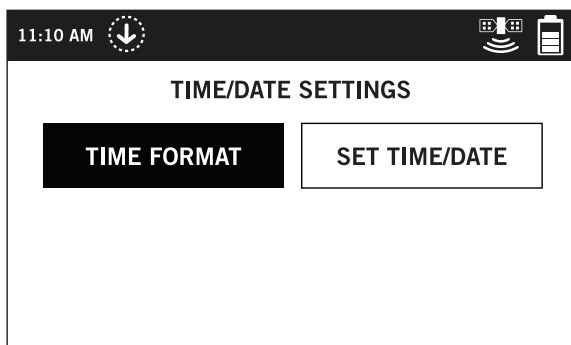 11:10 AM
TIME/DATE SETTINGS
TIME FORMAT SET TIME/DATE